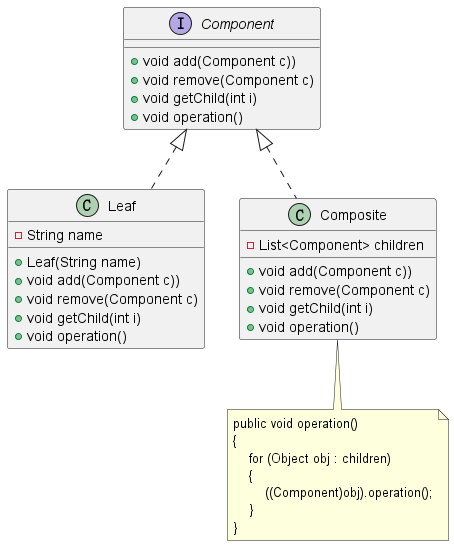 I Component
void add(Component c))
void remove(Component c)
void getChild(int i)
void operation()
C Leaf
String name
Leaf(String name)
void add(Component c))
void remove(Component c)
void getChild(int i)
void operation()
C Composite
List<Component> children
void add(Component c))
void remove(Component c)
void getChild(int i)
void operation()
public void operation()
{
for (Object obj : children)
{
((Component)obj).operation();
}
}